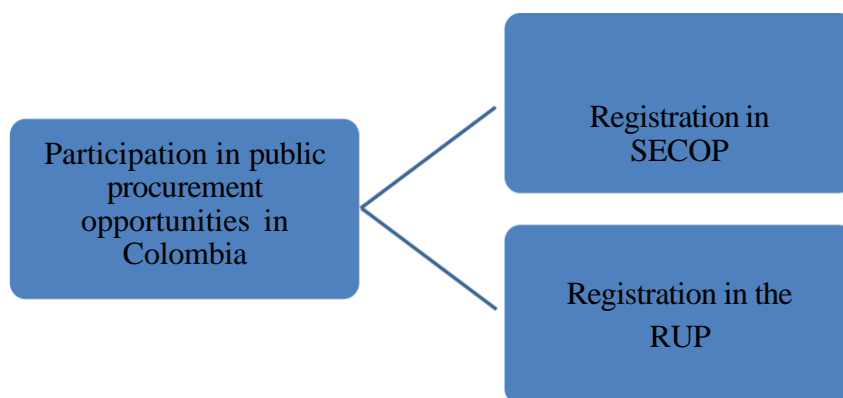 Participation in public
procurement
opportunities in
Colombia
Registration in
SECOP
Registration in the
RUP